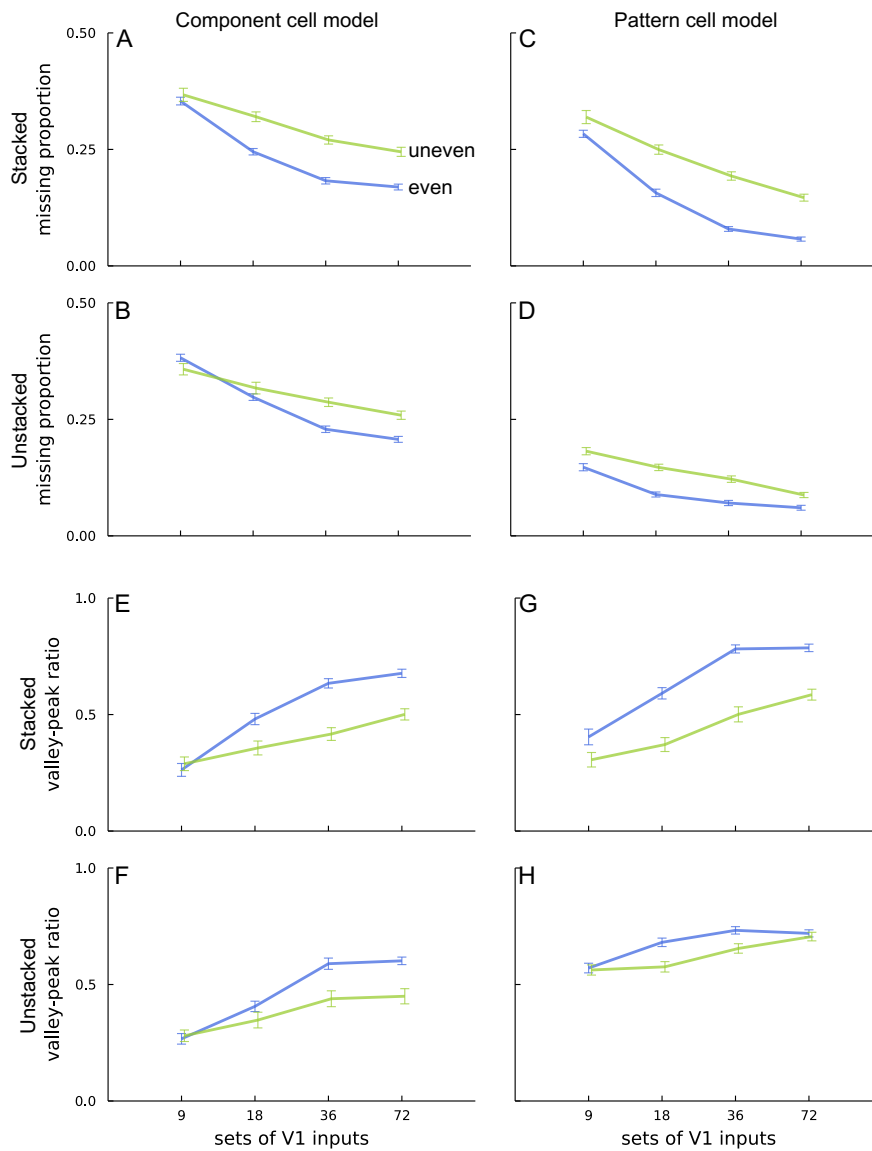 Component cell model
Pattern cell model
A
C
0.50
0.25
0.00
Stacked
missing proportion
uneven
even
B
D
0.50
0.25
0.00
Unstacked
missing proportion
E
G
1.0
0.5
0.0
Stacked
valley-peak ratio
F
H
1.0
0.5
0.0
Unstacked
valley-peak ratio
9 18 36 72
9 18 36 72
sets of V1 inputs
sets of V1 inputs